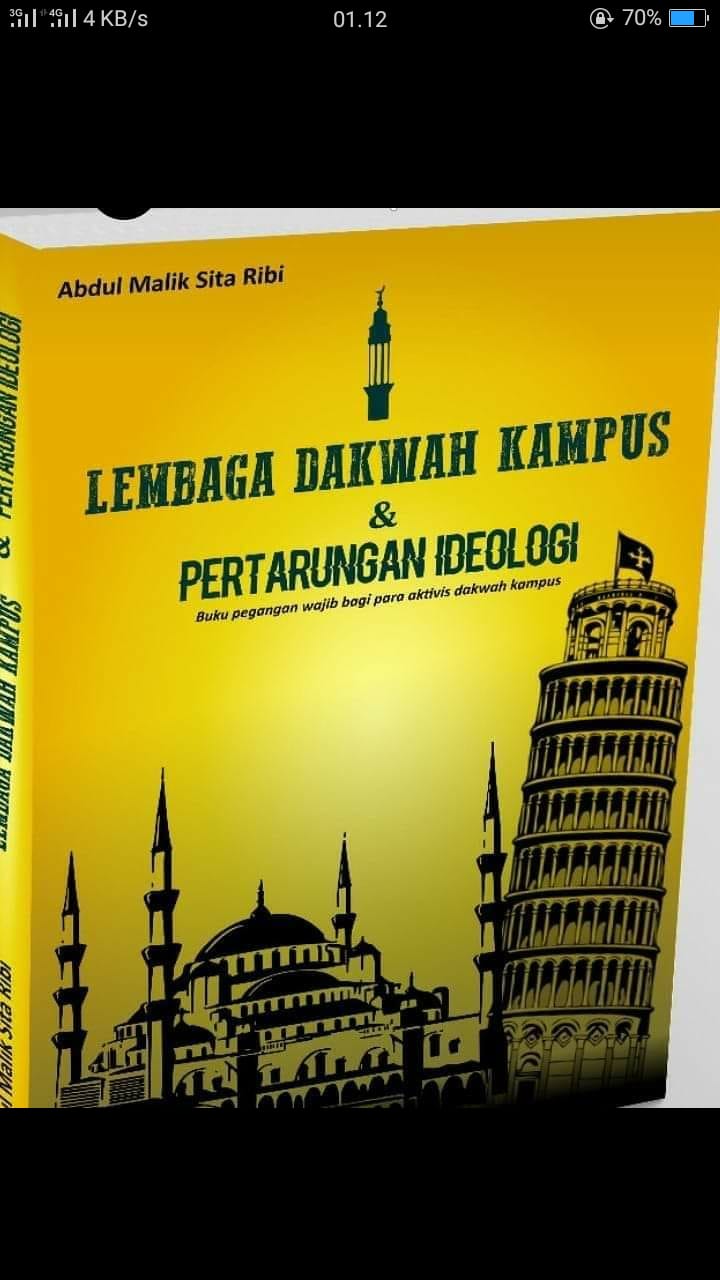 3G 4G 4 KB/s 01.12 70%
Abdul Malik Sita Ribi
LEMBAGA DAKWAH KAMPUS
&
PERTARUNGAN IDEOLOGI
Buku pegangan wajib bagi para aktivis dakwah kampus
LEMBAGA DAKWAH KAMPUS & PERTARUNGAN IDEOLOGI
Malik Sita Ribi